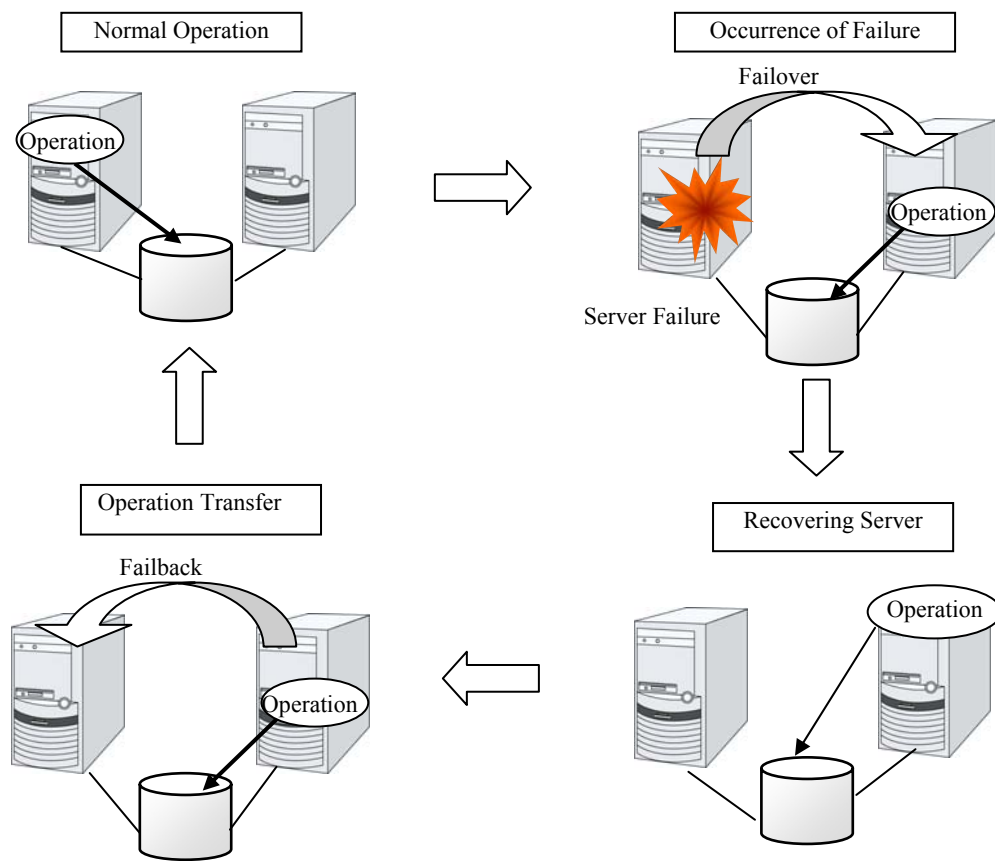 Normal Operation
Occurrence of Failure
Failover
Operation
Operation
Server Failure
Operation Transfer
Recovering Server
Failback
Operation
Operation